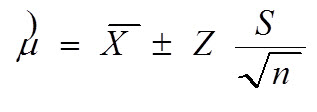 μ̂ = X̄ ± Z S/√n